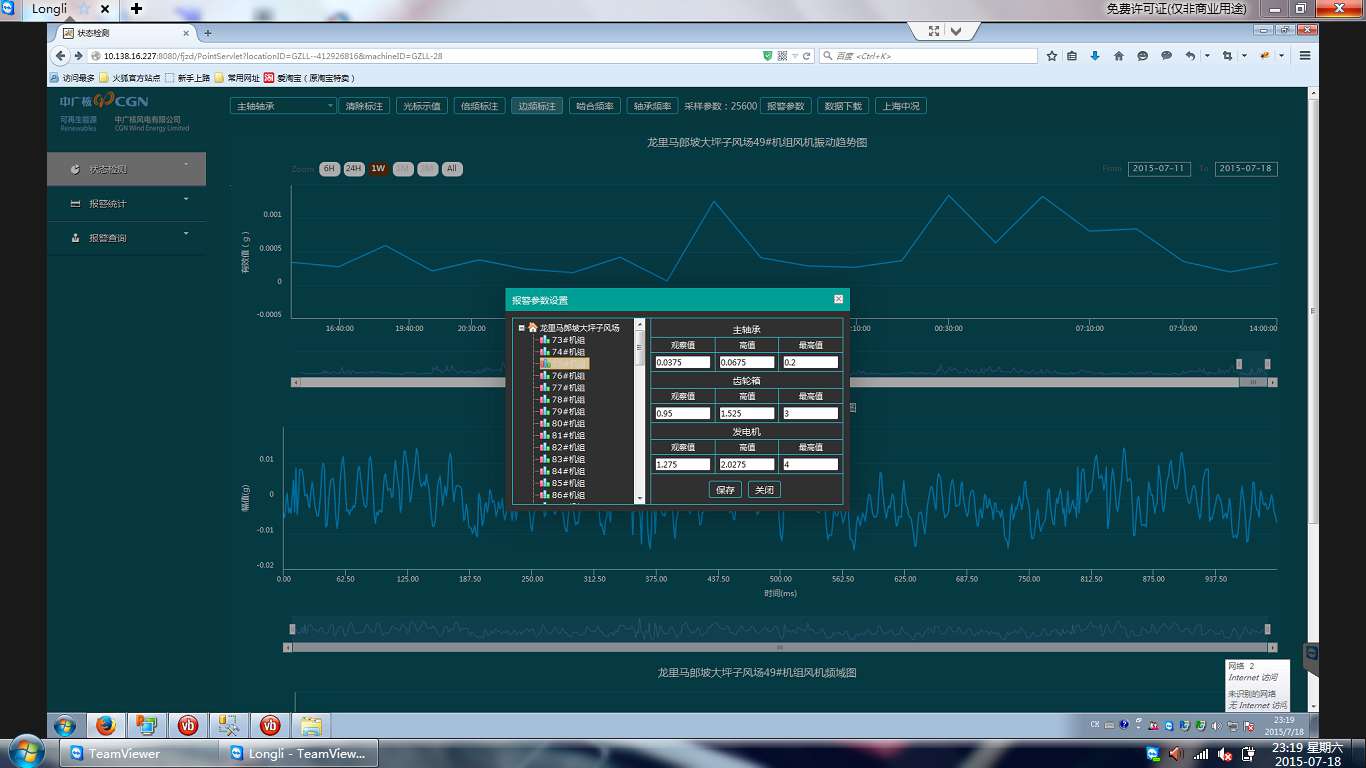 Longli
免费许可证(仅非商业用途)
状态检测
10.138.16.227:8080/fjzd/PointServlet?locationID=GZLL--412926816&machineID=GZLL-28
百度 <Ctrl+K>
访问最多 火狐官方站点 新手上路 常用网址 爱淘宝（原淘宝特卖）
中广核 CGN
可再生能源 中广核风电有限公司
Renewables CGN Wind Energy Limited
主轴轴承 清除标注 光标示值 倍频标注 边频标注 啮合频率 轴承频率 采样参数：25600 报警参数 数据下载 上海中况
龙里马郎坡大坪子风场49#机组风机振动趋势图
状态检测
报警统计
报警查询
Zoom 6H 24H 1W All From 2015-07-11 To 2015-07-18
有效值（g）
0.001
0.0005
0
-0.0005
16:40:00 19:40:00 20:30:00 00:30:00 07:10:00 07:50:00 14:00:00
报警参数设置
龙里马郎坡大坪子风场
73#机组
74#机组
76#机组
77#机组
78#机组
79#机组
80#机组
81#机组
82#机组
83#机组
84#机组
85#机组
86#机组
主轴承
观察值 高值 最高值
0.0375 0.0675 0.2
齿轮箱
观察值 高值 最高值
0.95 1.525 3
发电机
观察值 高值 最高值
1.275 2.0275 4
保存 关闭
图
幅值(g)
0.01
0
-0.01
-0.02
0.00 62.50 125.00 187.50 250.00 312.50 375.00 437.50 500.00 562.50 625.00 687.50 750.00 812.50 875.00 937.50
时间(ms)
龙里马郎坡大坪子风场49#机组风机频域图
网络 2
Internet 访问
未识别的网络
无 Internet 访问
CH
23:19
2015/7/18
TeamViewer
Longli - TeamView...
23:19 星期六
2015-07-18